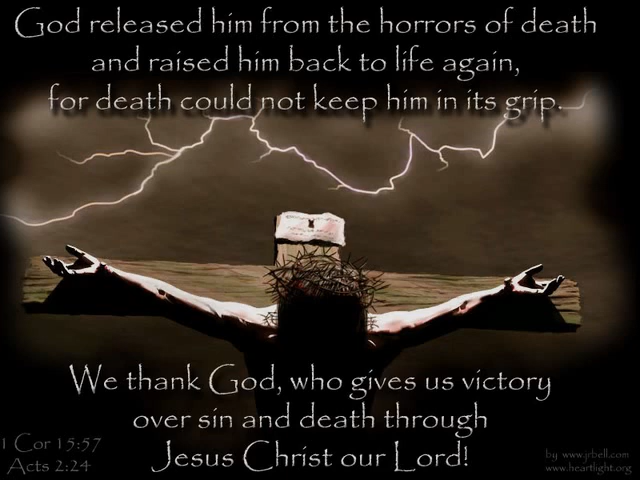 God released him from the horrors of death
and raised him back to life again,
for death could not keep him in its grip.
We thank God, who gives us victory
over sin and death through
Jesus Christ our Lord!
1 Cor 15:57
Acts 2:24
by www.jrbell.com
www.heartlight.org